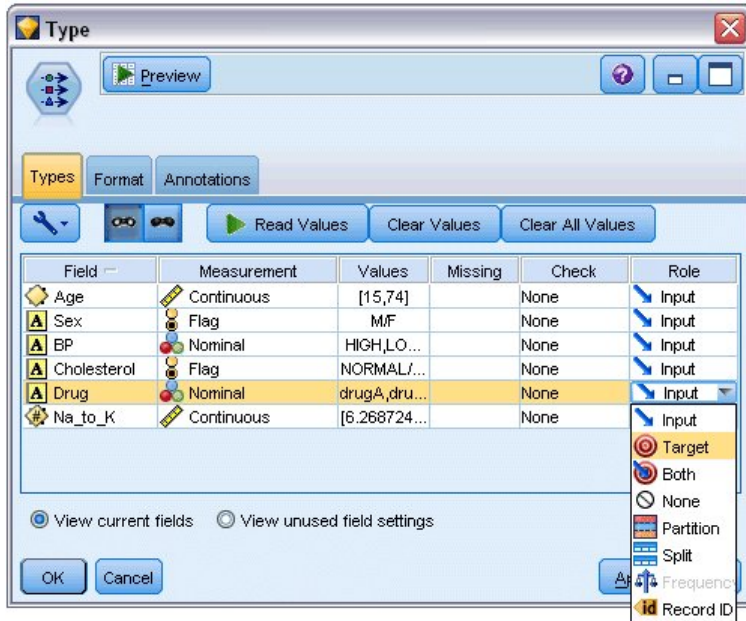 Type
Preview
Types Format Annotations
Read Values Clear Values Clear All Values
Field Measurement Values Missing Check Role
Age Continuous [15,74] None Input
A Sex Flag M/F None Input
A BP Nominal HIGH,LO... None Input
A Cholesterol Flag NORMAL/... None Input
A Drug Nominal drugA,dru... None Input
# Na_to_K Continuous [6.268724... None Input
Input
Target
Both
None
Partition
Split
Frequency
id Record ID
View current fields View unused field settings
OK Cancel